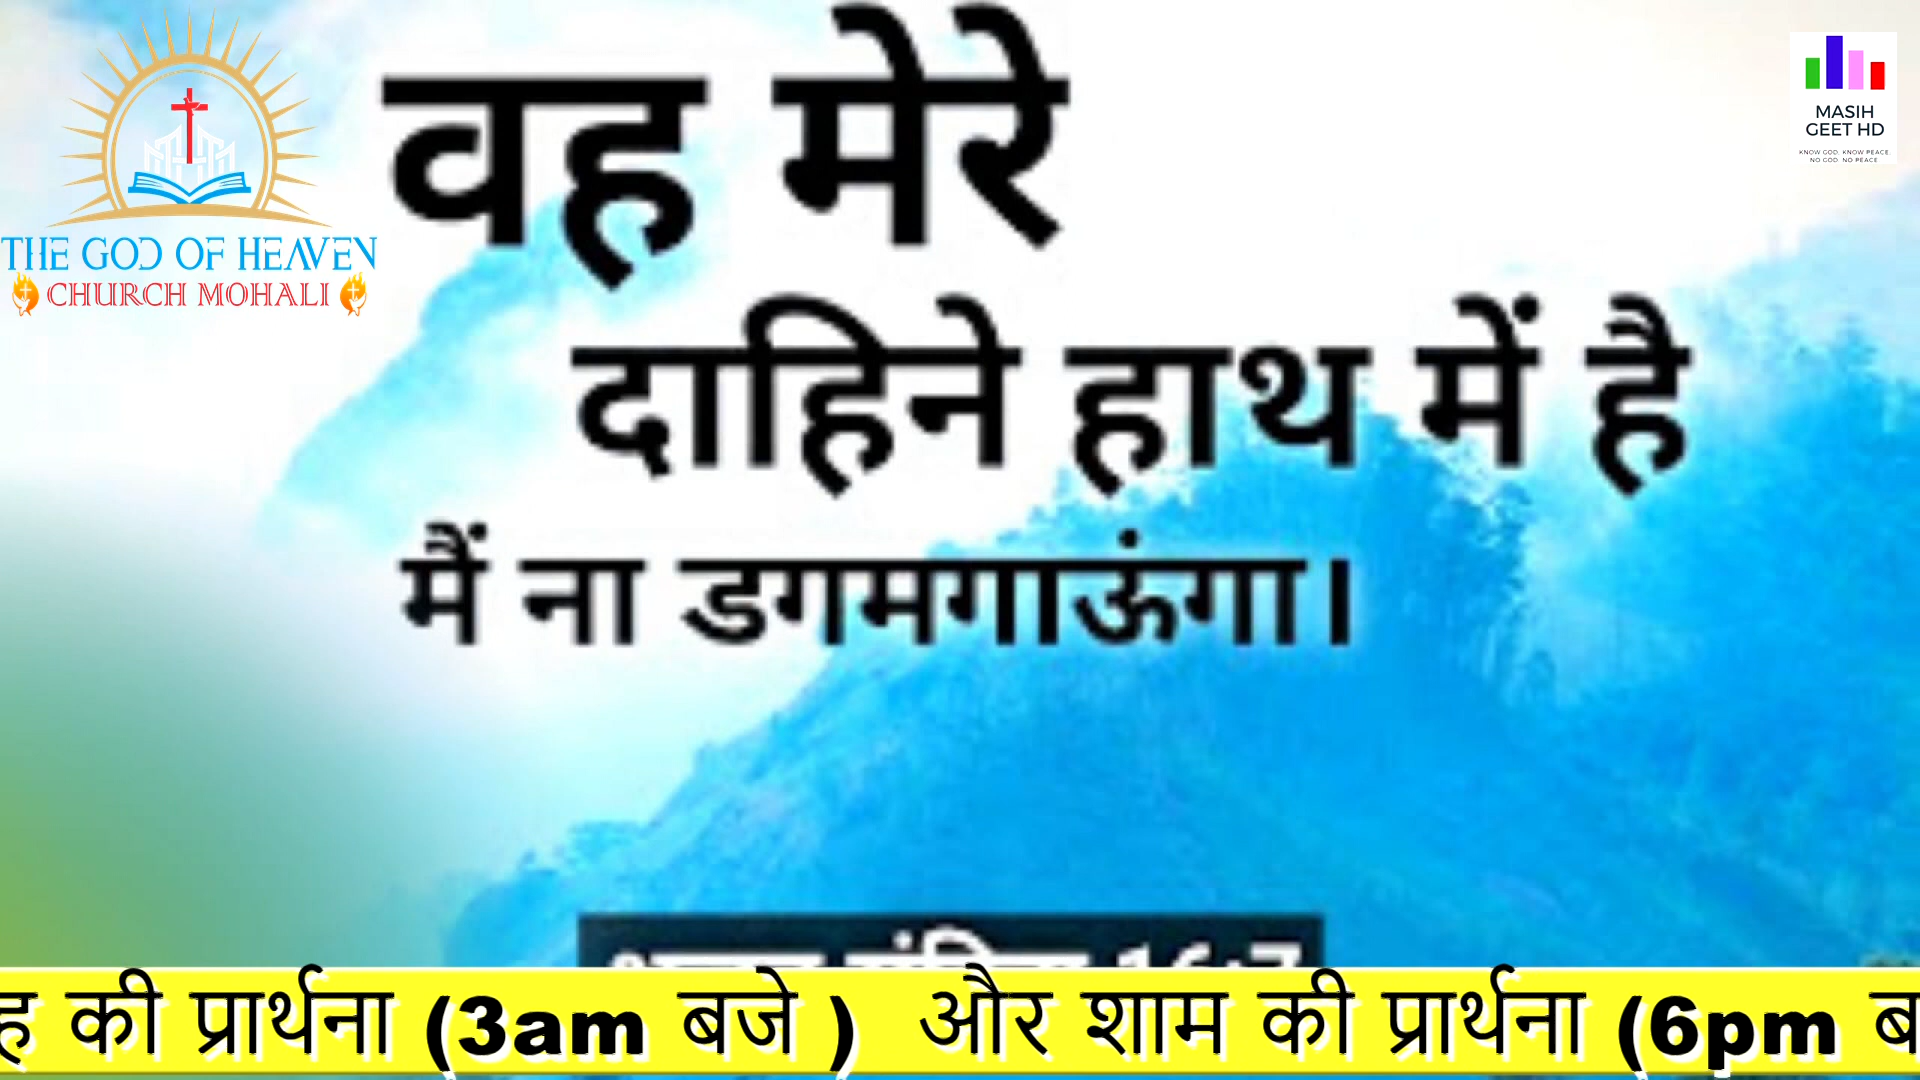 वह मेरे
दाहिने हाथ में है
मैं ना डगमगाऊंगा।
THE GOD OF HEAVEN
CHURCH MOHALI
MASIH
GEET HD
KNOW GOD. KNOW PEACE.
NO GOD NO PEACE
की प्रार्थना (3am बजे ) और शाम की प्रार्थना (6pm